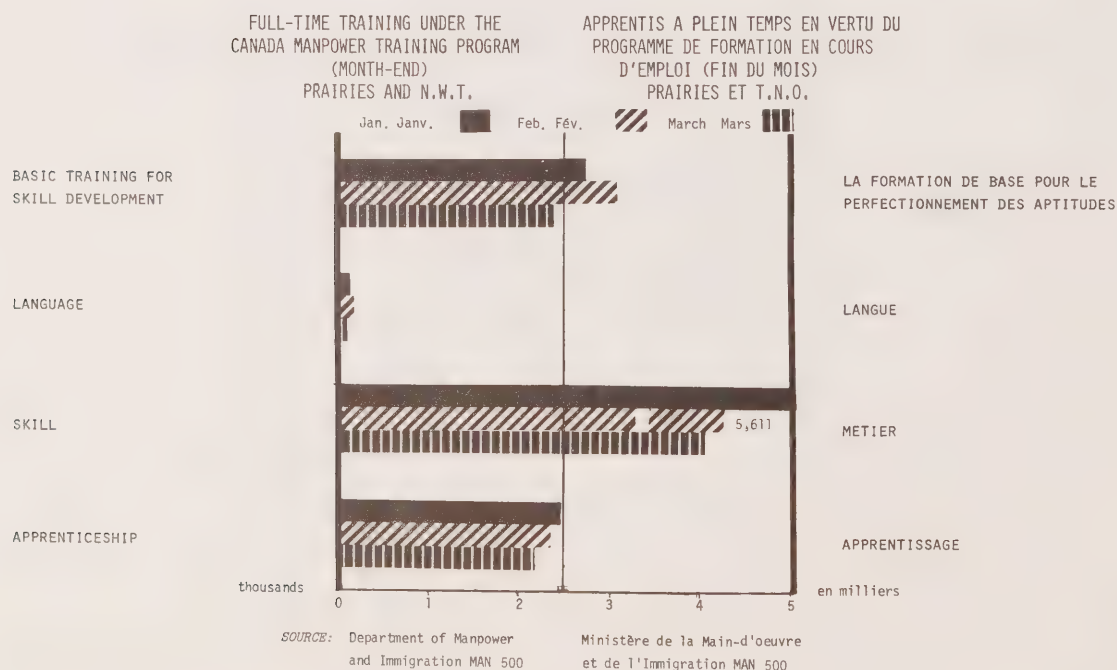 FULL-TIME TRAINING UNDER THE
CANADA MANPOWER TRAINING PROGRAM
(MONTH-END)
PRAIRIES AND N.W.T.
APPRENTIS A PLEIN TEMPS EN VERTU DU
PROGRAMME DE FORMATION EN COURS
D'EMPLOI (FIN DU MOIS)
PRAIRIES ET T.N.O.
Jan. Janv. Feb. Fév. March Mars
BASIC TRAINING FOR
SKILL DEVELOPMENT
LA FORMATION DE BASE POUR LE
PERFECTIONNEMENT DES APTITUDES
LANGUAGE
LANGUE
SKILL
5,611
METIER
APPRENTICESHIP
APPRENTISSAGE
thousands
0 1 2 3 4 5
en milliers
SOURCE: Department of Manpower
and Immigration MAN 500
Ministère de la Main-d'oeuvre
et de l'Immigration MAN 500